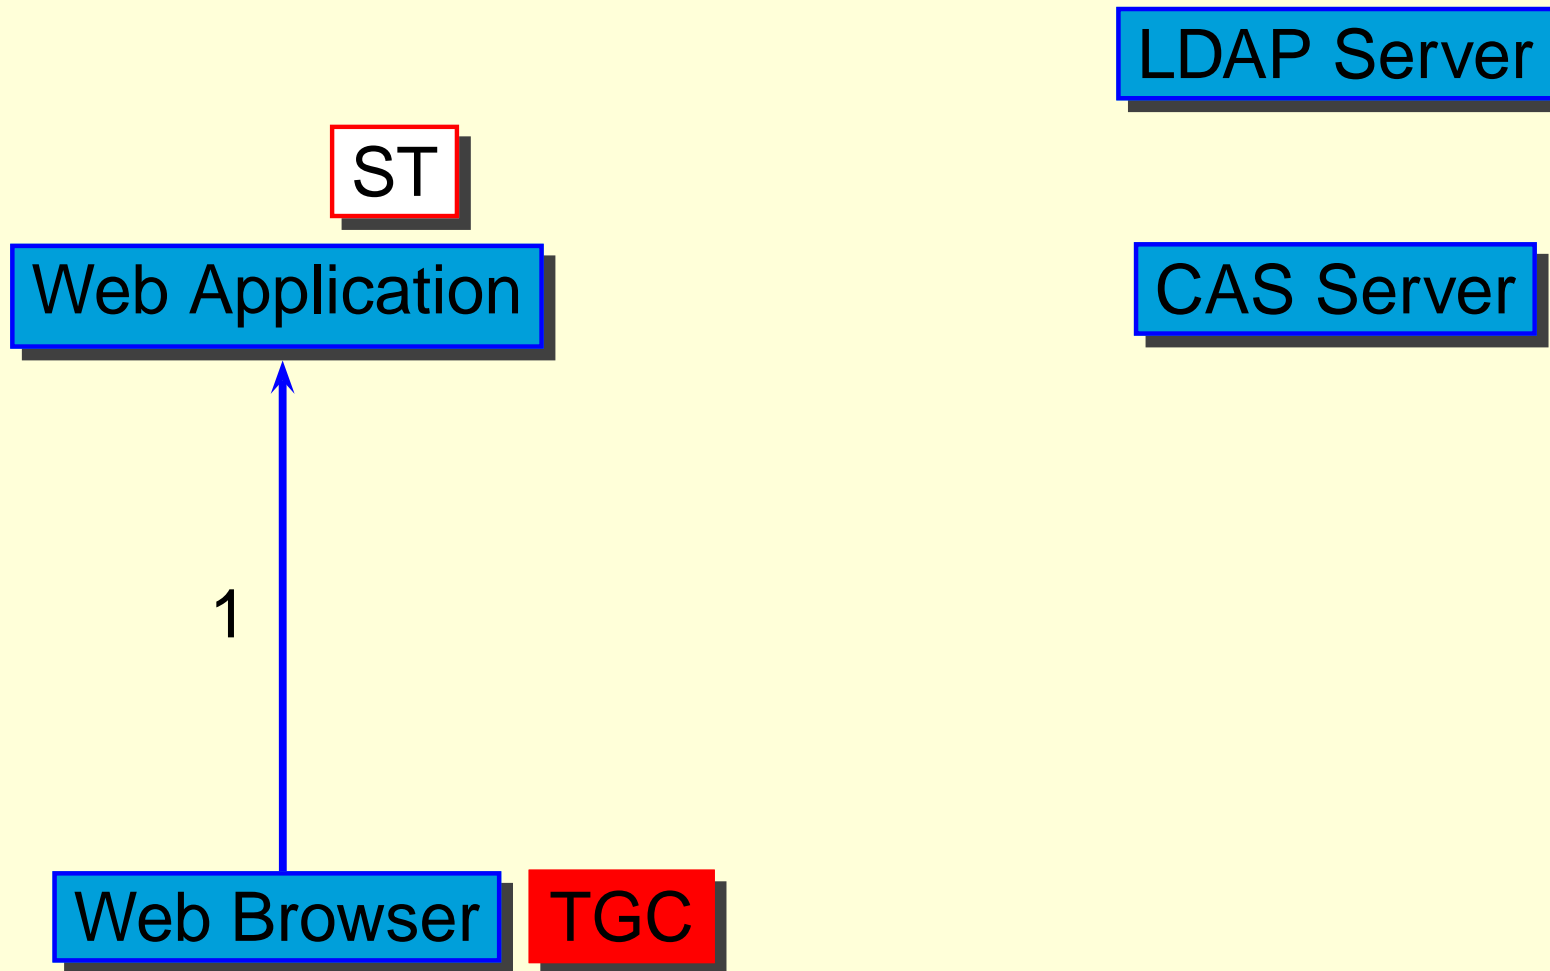 LDAP Server
ST
Web Application
CAS Server
1
Web Browser
TGC